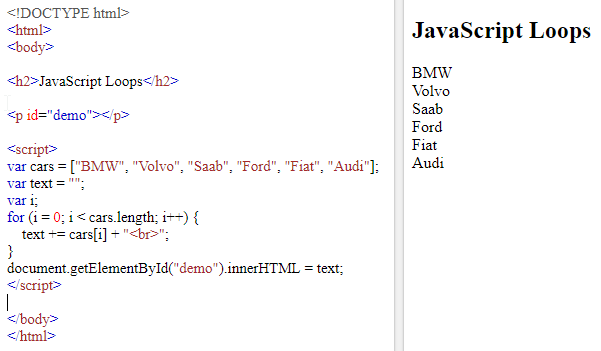 <!DOCTYPE html>
<html>
<body>
<h2>JavaScript Loops</h2>
<p id="demo"></p>
<script>
var cars = ["BMW", "Volvo", "Saab", "Ford", "Fiat", "Audi"];
var text = "";
var i;
for (i = 0; i < cars.length; i++) {
    text += cars[i] + "<br>";
}
document.getElementById("demo").innerHTML = text;
</script>
</body>
</html>
JavaScript Loops
BMW
Volvo
Saab
Ford
Fiat
Audi